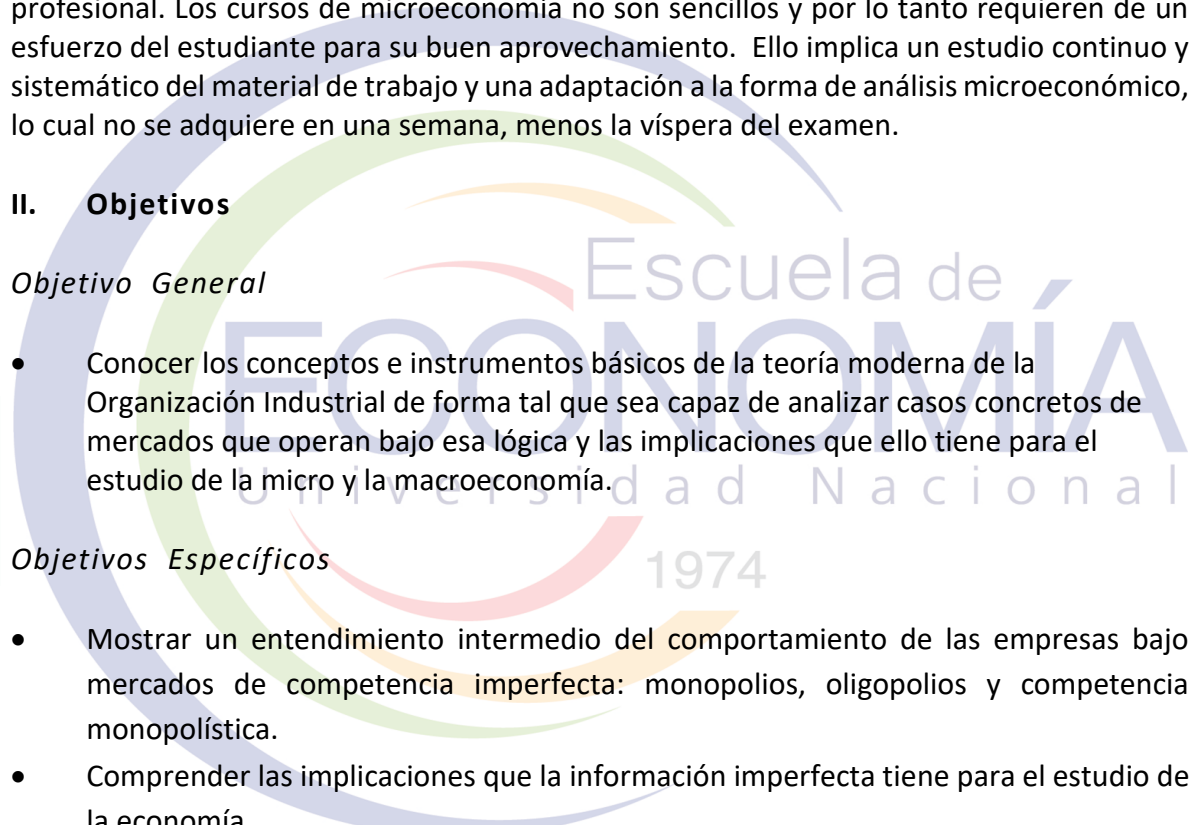 profesional. Los cursos de microeconomía no son sencillos y por lo tanto requieren de un
esfuerzo del estudiante para su buen aprovechamiento. Ello implica un estudio continuo y
sistemático del material de trabajo y una adaptación a la forma de análisis microeconómico,
lo cual no se adquiere en una semana, menos la víspera del examen.
II. Objetivos
Escuela de
Objetivo General
ECONOMÍA
• Conocer los conceptos e instrumentos básicos de la teoría moderna de la
Organización Industrial de forma tal que sea capaz de analizar casos concretos de
mercados que operan bajo esa lógica y las implicaciones que ello tiene para el
estudio de la micro y la macroeconomía.
Universidad Nacional
Objetivos Específicos
1974
• Mostrar un entendimiento intermedio del comportamiento de las empresas bajo
mercados de competencia imperfecta: monopolios, oligopolios y competencia
monopolística.
• Comprender las implicaciones que la información imperfecta tiene para el estudio de
la economía